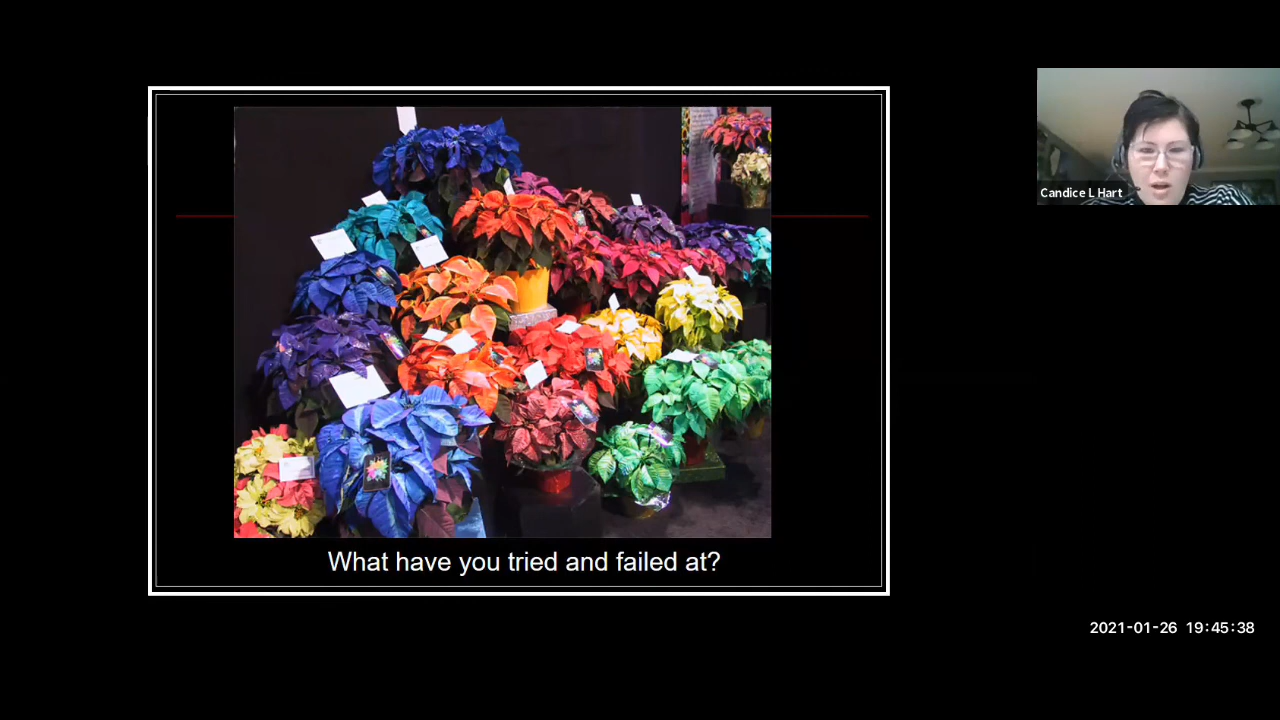 Candice L Hart
What have you tried and failed at?
2021-01-26 19:45:38